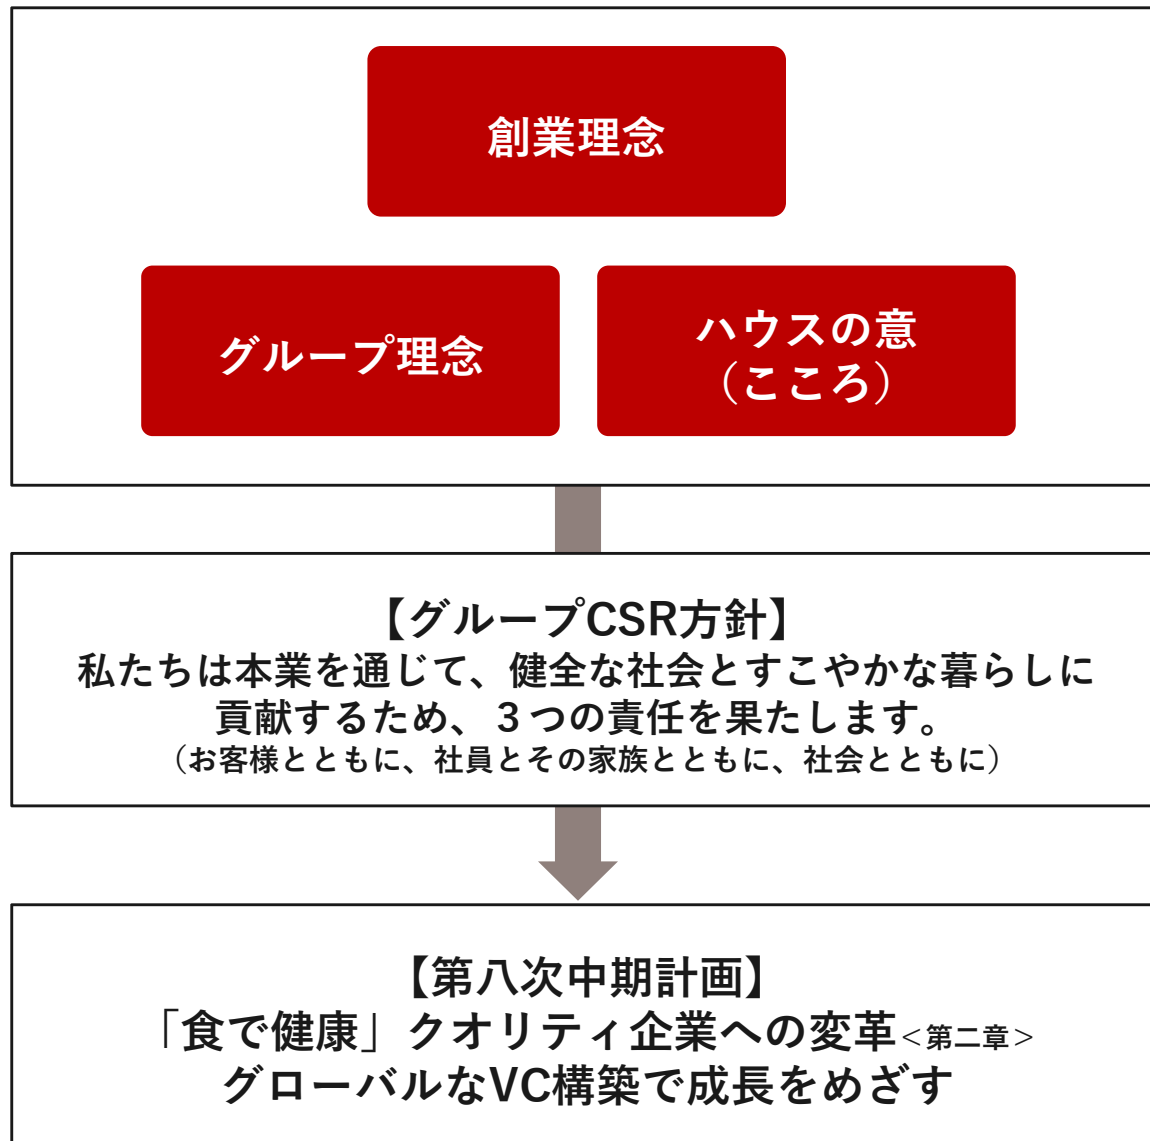 創業理念
グループ理念
ハウスの意
（こころ）
【グループCSR方針】
私たちは本業を通じて、健全な社会とすこやかな暮らしに
貢献するため、３つの責任を果たします。
（お客様とともに、社員とその家族とともに、社会とともに）
【第八次中期計画】
「食で健康」クオリティ企業への変革＜第二章＞
グローバルなVC構築で成長をめざす